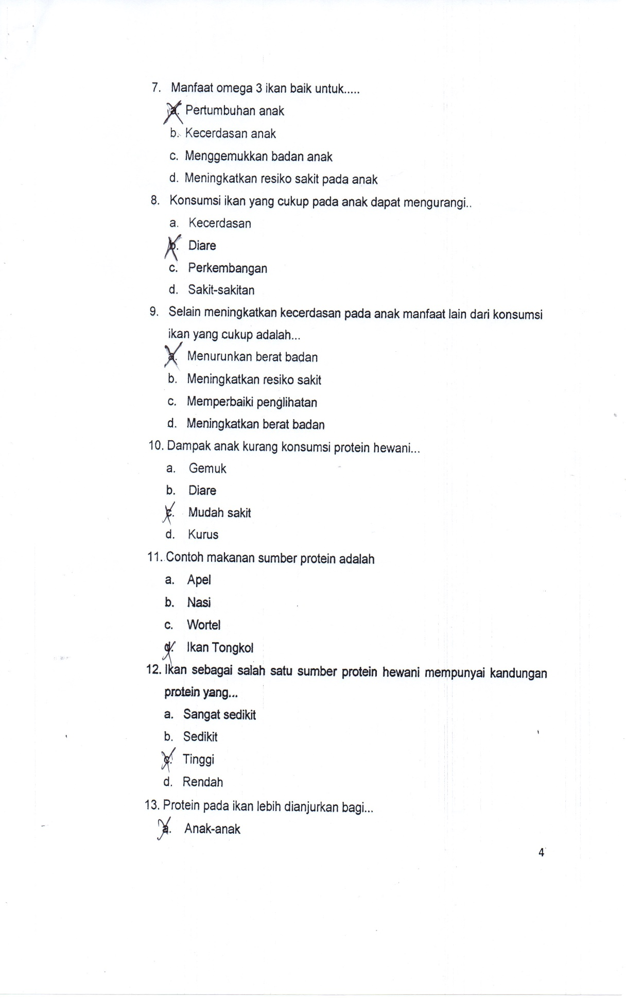 7. Manfaat omega 3 ikan baik untuk.....
a. Pertumbuhan anak
b. Kecerdasan anak
c. Menggemukkan badan anak
d. Meningkatkan resiko sakit pada anak
8. Konsumsi ikan yang cukup pada anak dapat mengurangi..
a. Kecerdasan
b. Diare
c. Perkembangan
d. Sakit-sakitan
9. Selain meningkatkan kecerdasan pada anak manfaat lain dari konsumsi
ikan yang cukup adalah...
a. Menurunkan berat badan
b. Meningkatkan resiko sakit
c. Memperbaiki penglihatan
d. Meningkatkan berat badan
10. Dampak anak kurang konsumsi protein hewani...
a. Gemuk
b. Diare
c. Mudah sakit
d. Kurus
11. Contoh makanan sumber protein adalah
a. Apel
b. Nasi
c. Wortel
d. Ikan Tongkol
12. Ikan sebagai salah satu sumber protein hewani mempunyai kandungan
protein yang...
a. Sangat sedikit
b. Sedikit
c. Tinggi
d. Rendah
13. Protein pada ikan lebih dianjurkan bagi...
a. Anak-anak
4